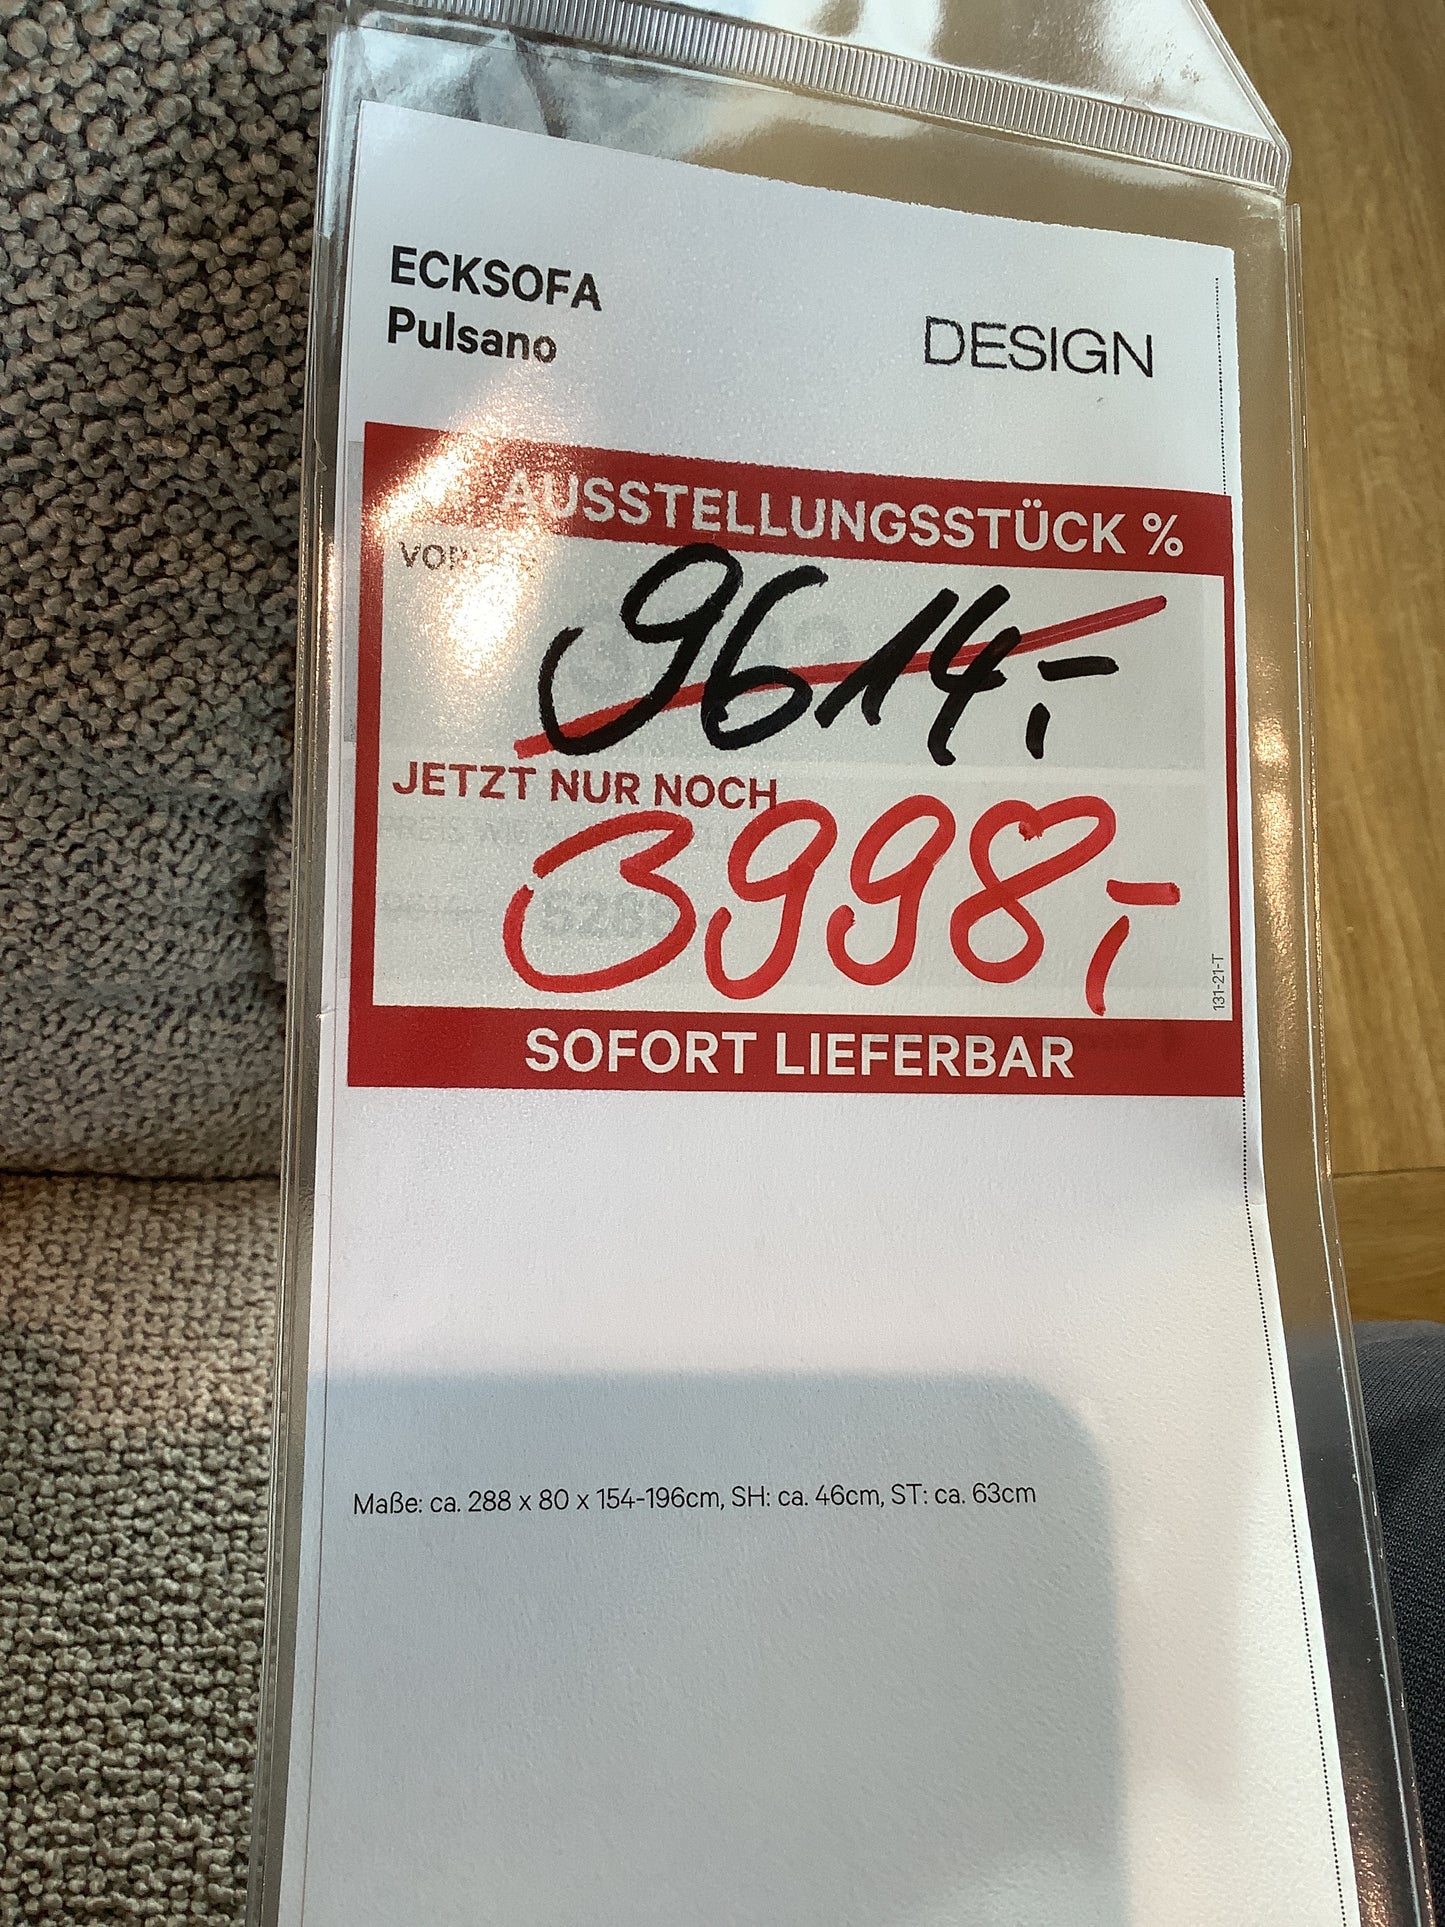 ECKSOFA
Pulsano
DESIGN
AUSSTELLUNGSSTÜCK %
9614,-
JETZT NUR NOCH
3998,-
131-21-T
SOFORT LIEFERBAR
Maße: ca. 288 x 80 x 154-196cm, SH: ca. 46cm, ST: ca. 63cm